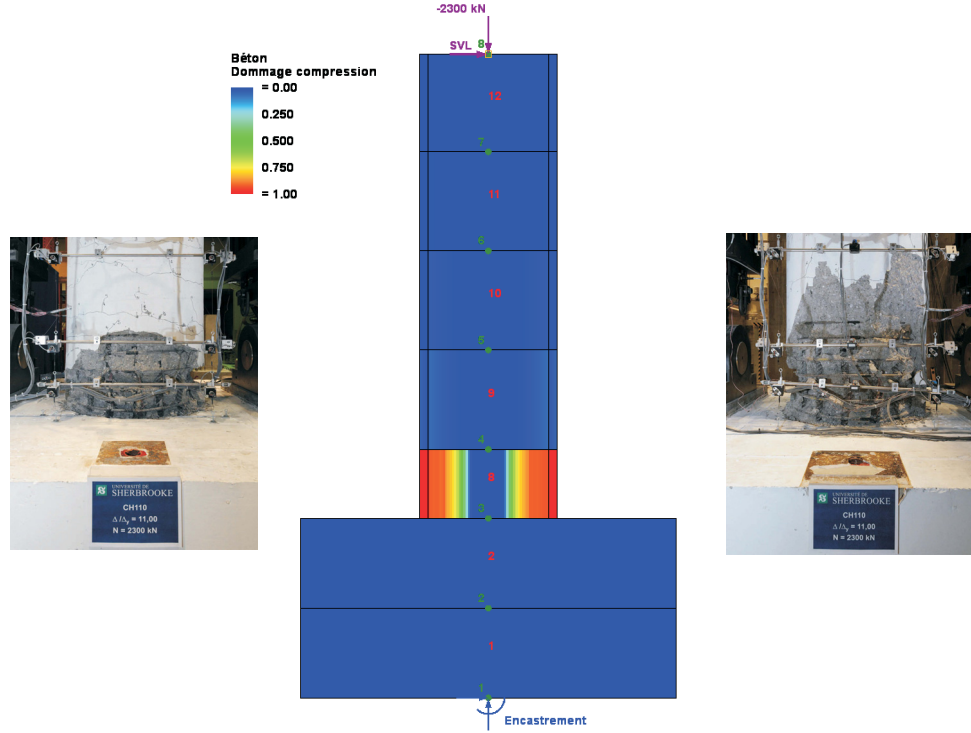 -2300 kN
SVL
8
Béton
Dommage compression
= 0.00
0.250
0.500
0.750
= 1.00
12
7
11
6
10
5
9
4
8
3
2
2
1
1
Encastrement
UNIVERSITÉ DE
SHERBROOKE
CH110
Δ/Δy = 11,00
N = 2300 kN
UNIVERSITÉ DE
SHERBROOKE
CH110
Δ/Δy = 11,00
N = 2300 kN